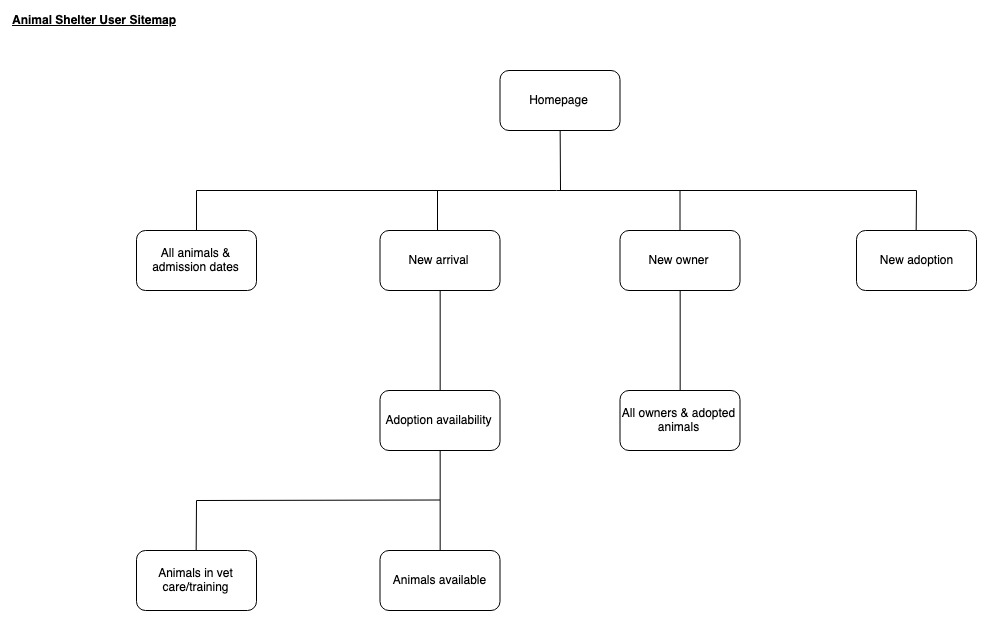 Animal Shelter User Sitemap
Homepage
All animals &
admission dates
New arrival
New owner
New adoption
Adoption availability
All owners & adopted
animals
Animals in vet
care/training
Animals available